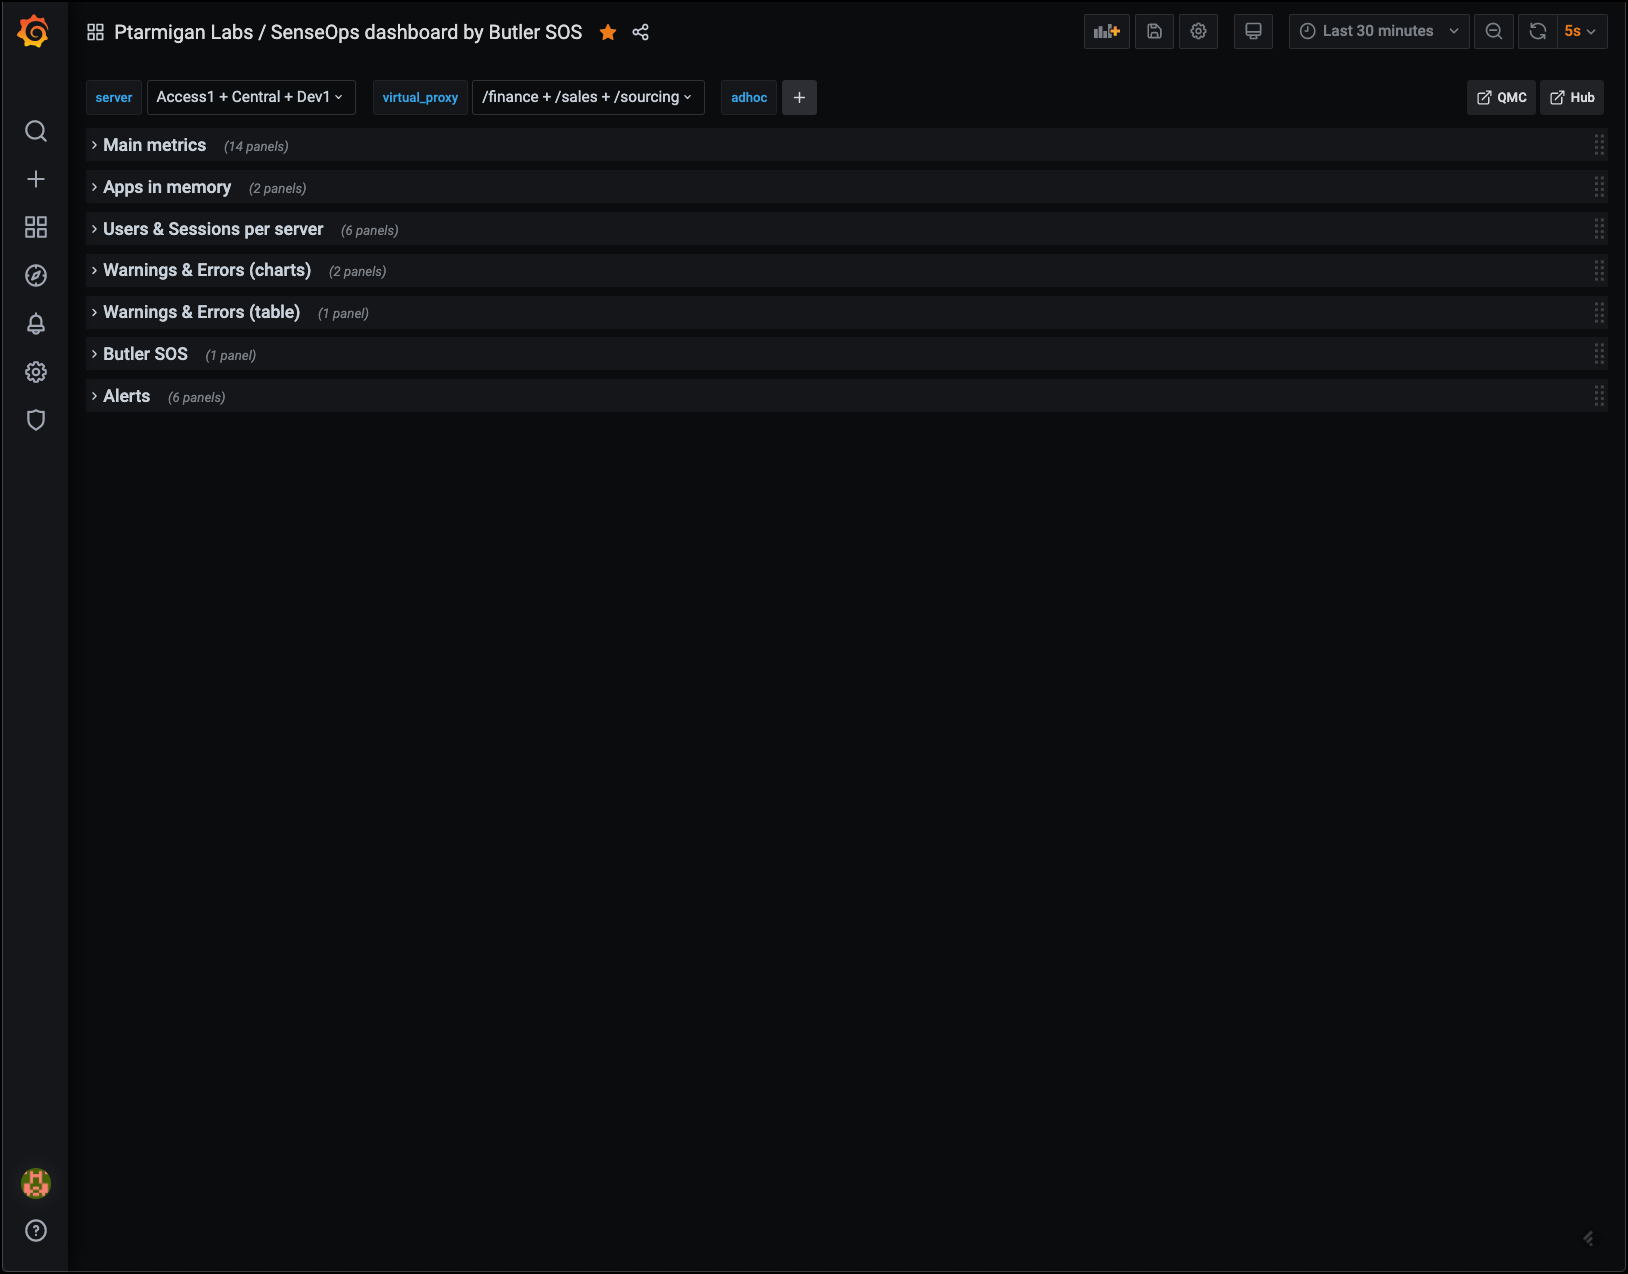 Ptarmigan Labs / SenseOps dashboard by Butler SOS
Last 30 minutes
5s
server
Access1 + Central + Dev1
virtual_proxy
/finance + /sales + /sourcing
adhoc
QMC
Hub
Main metrics (14 panels)
Apps in memory (2 panels)
Users & Sessions per server (6 panels)
Warnings & Errors (charts) (2 panels)
Warnings & Errors (table) (1 panel)
Butler SOS (1 panel)
Alerts (6 panels)